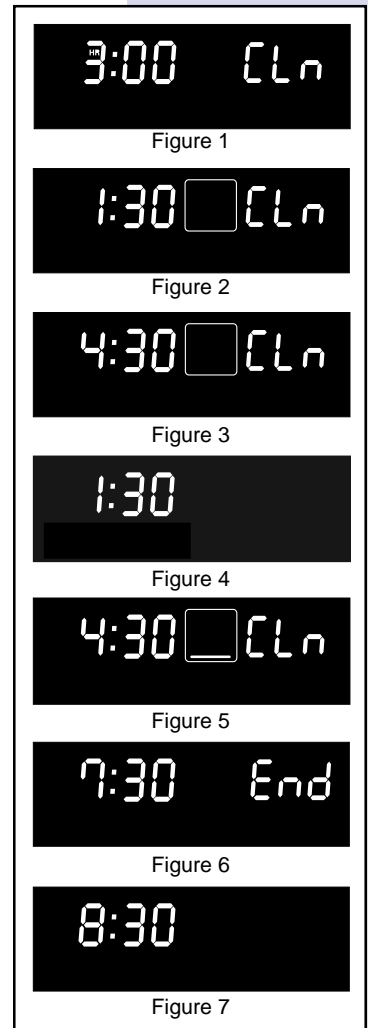 HR
3:00 CLn
Figure 1
1:30 CLn
Figure 2
4:30 CLn
Figure 3
1:30
Figure 4
4:30 CLn
Figure 5
7:30 End
Figure 6
8:30
Figure 7